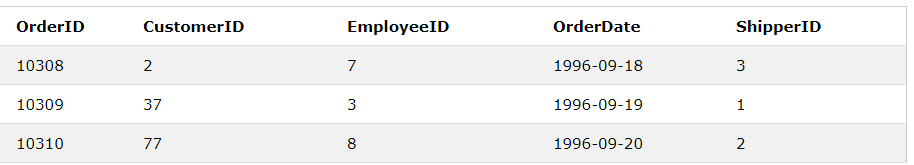 OrderID CustomerID EmployeeID OrderDate ShipperID
10308 2 7 1996-09-18 3
10309 37 3 1996-09-19 1
10310 77 8 1996-09-20 2